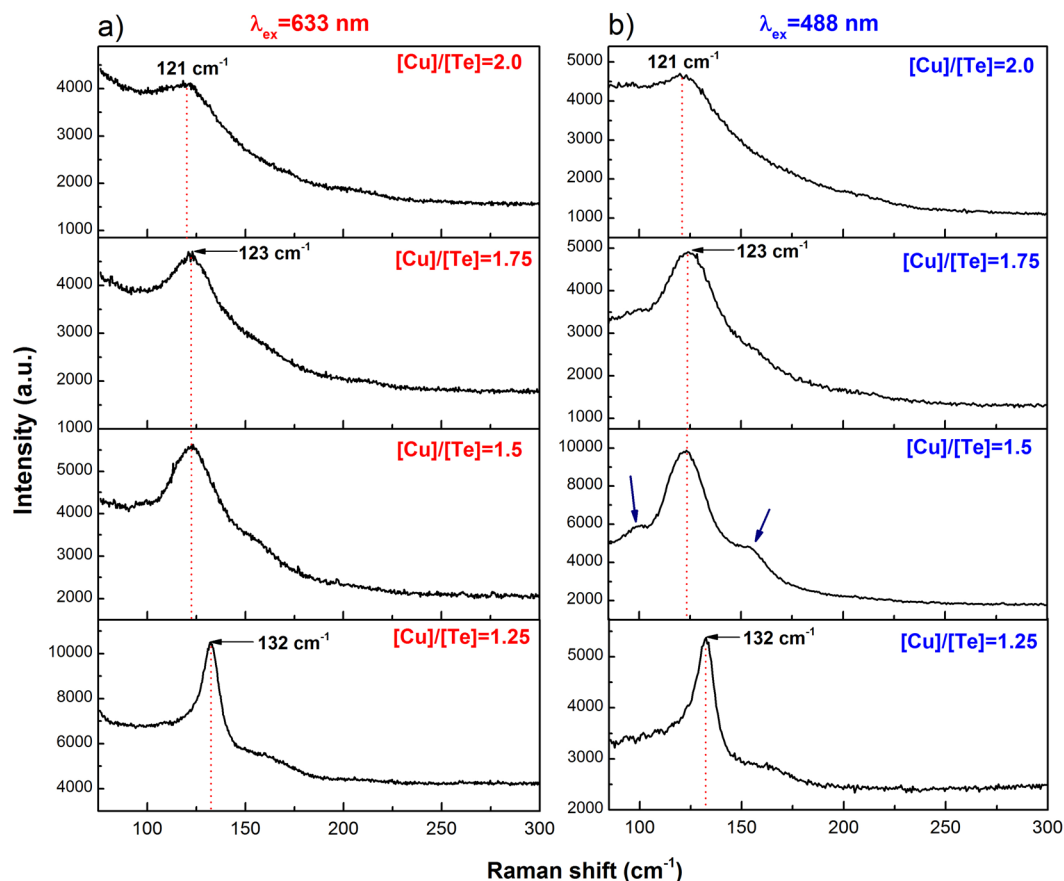 a)
λex=633 nm
b)
λex=488 nm
[Cu]/[Te]=2.0
121 cm-1
4000
3000
2000
1000
[Cu]/[Te]=2.0
121 cm-1
5000
4000
3000
2000
1000
[Cu]/[Te]=1.75
123 cm-1
4000
3000
2000
1000
[Cu]/[Te]=1.75
123 cm-1
5000
4000
3000
2000
1000
[Cu]/[Te]=1.5
5000
4000
3000
2000
[Cu]/[Te]=1.5
10000
8000
6000
4000
2000
[Cu]/[Te]=1.25
132 cm-1
10000
8000
6000
4000
[Cu]/[Te]=1.25
132 cm-1
5000
4000
3000
2000
100 150 200 250 300
100 150 200 250 300
Intensity (a.u.)
Raman shift (cm-1)